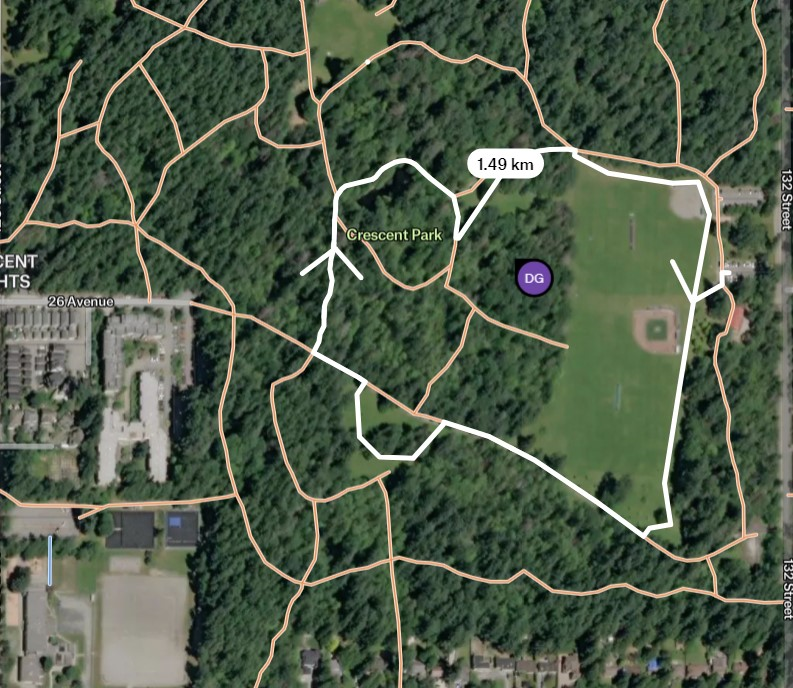 1.49 km
132 Street
Crescent Park
CENT
HTS
DG
26 Avenue
132 Street